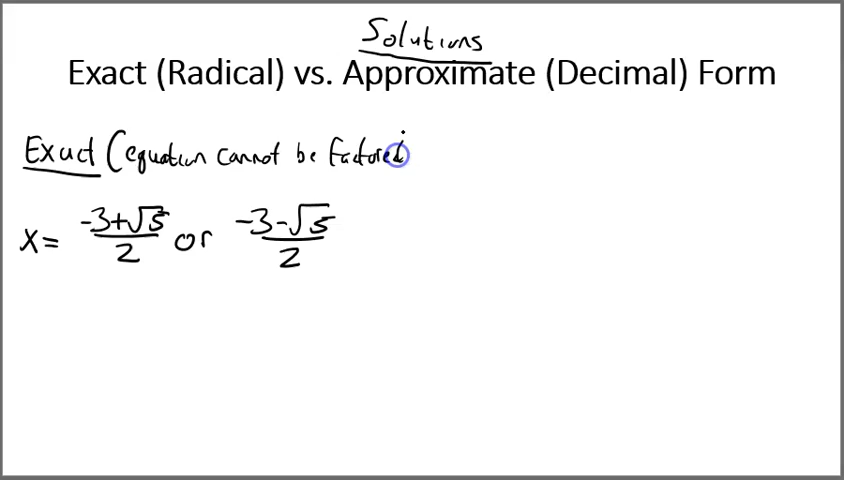 Solutions
Exact (Radical) vs. Approximate (Decimal) Form
Exact (equation cannot be factored
x = (-3+√5)/2 or (-3-√5)/2